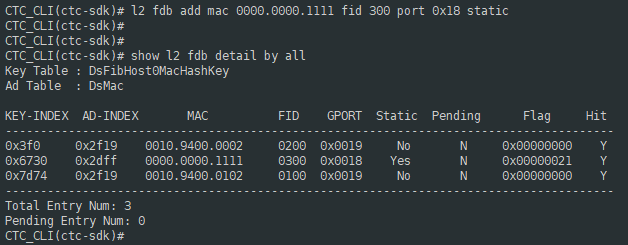 CTC_CLI(ctc-sdk)# l2 fdb add mac 0000.0000.1111 fid 300 port 0x18 static
CTC_CLI(ctc-sdk)#
CTC_CLI(ctc-sdk)#
CTC_CLI(ctc-sdk)# show l2 fdb detail by all
Key Table : DsFibHost0MacHashKey
Ad Table  : DsMac
KEY-INDEX  AD-INDEX      MAC          FID    GPORT  Static  Pending     Flag     Hit
--------------------------------------------------------------------------------------
0x3f0     0x2f19    0010.9400.0002    0200  0x0019    No       N     0x00000000   Y
0x6730    0x2dff    0000.0000.1111    0300  0x0018   Yes       N     0x00000021   Y
0x7d74    0x2f19    0010.9400.0102    0100  0x0019    No       N     0x00000000   Y
--------------------------------------------------------------------------------------
Total Entry Num: 3
Pending Entry Num: 0
CTC_CLI(ctc-sdk)#